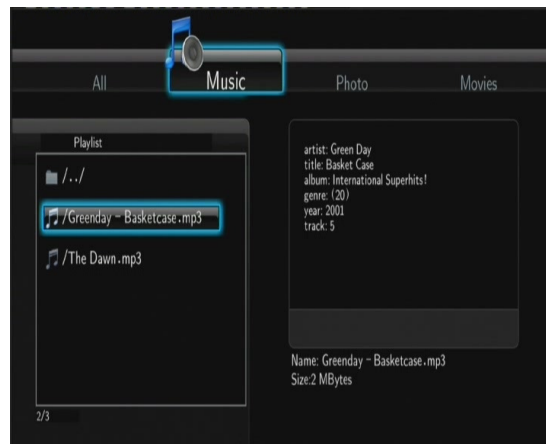 All Music Photo Movies
Playlist
/../
/Greenday - Basketcase.mp3
/The Dawn.mp3
2/3
artist: Green Day
title: Basket Case
album: International Superhits!
genre: (20)
year: 2001
track: 5
Name: Greenday - Basketcase.mp3
Size:2 MBytes